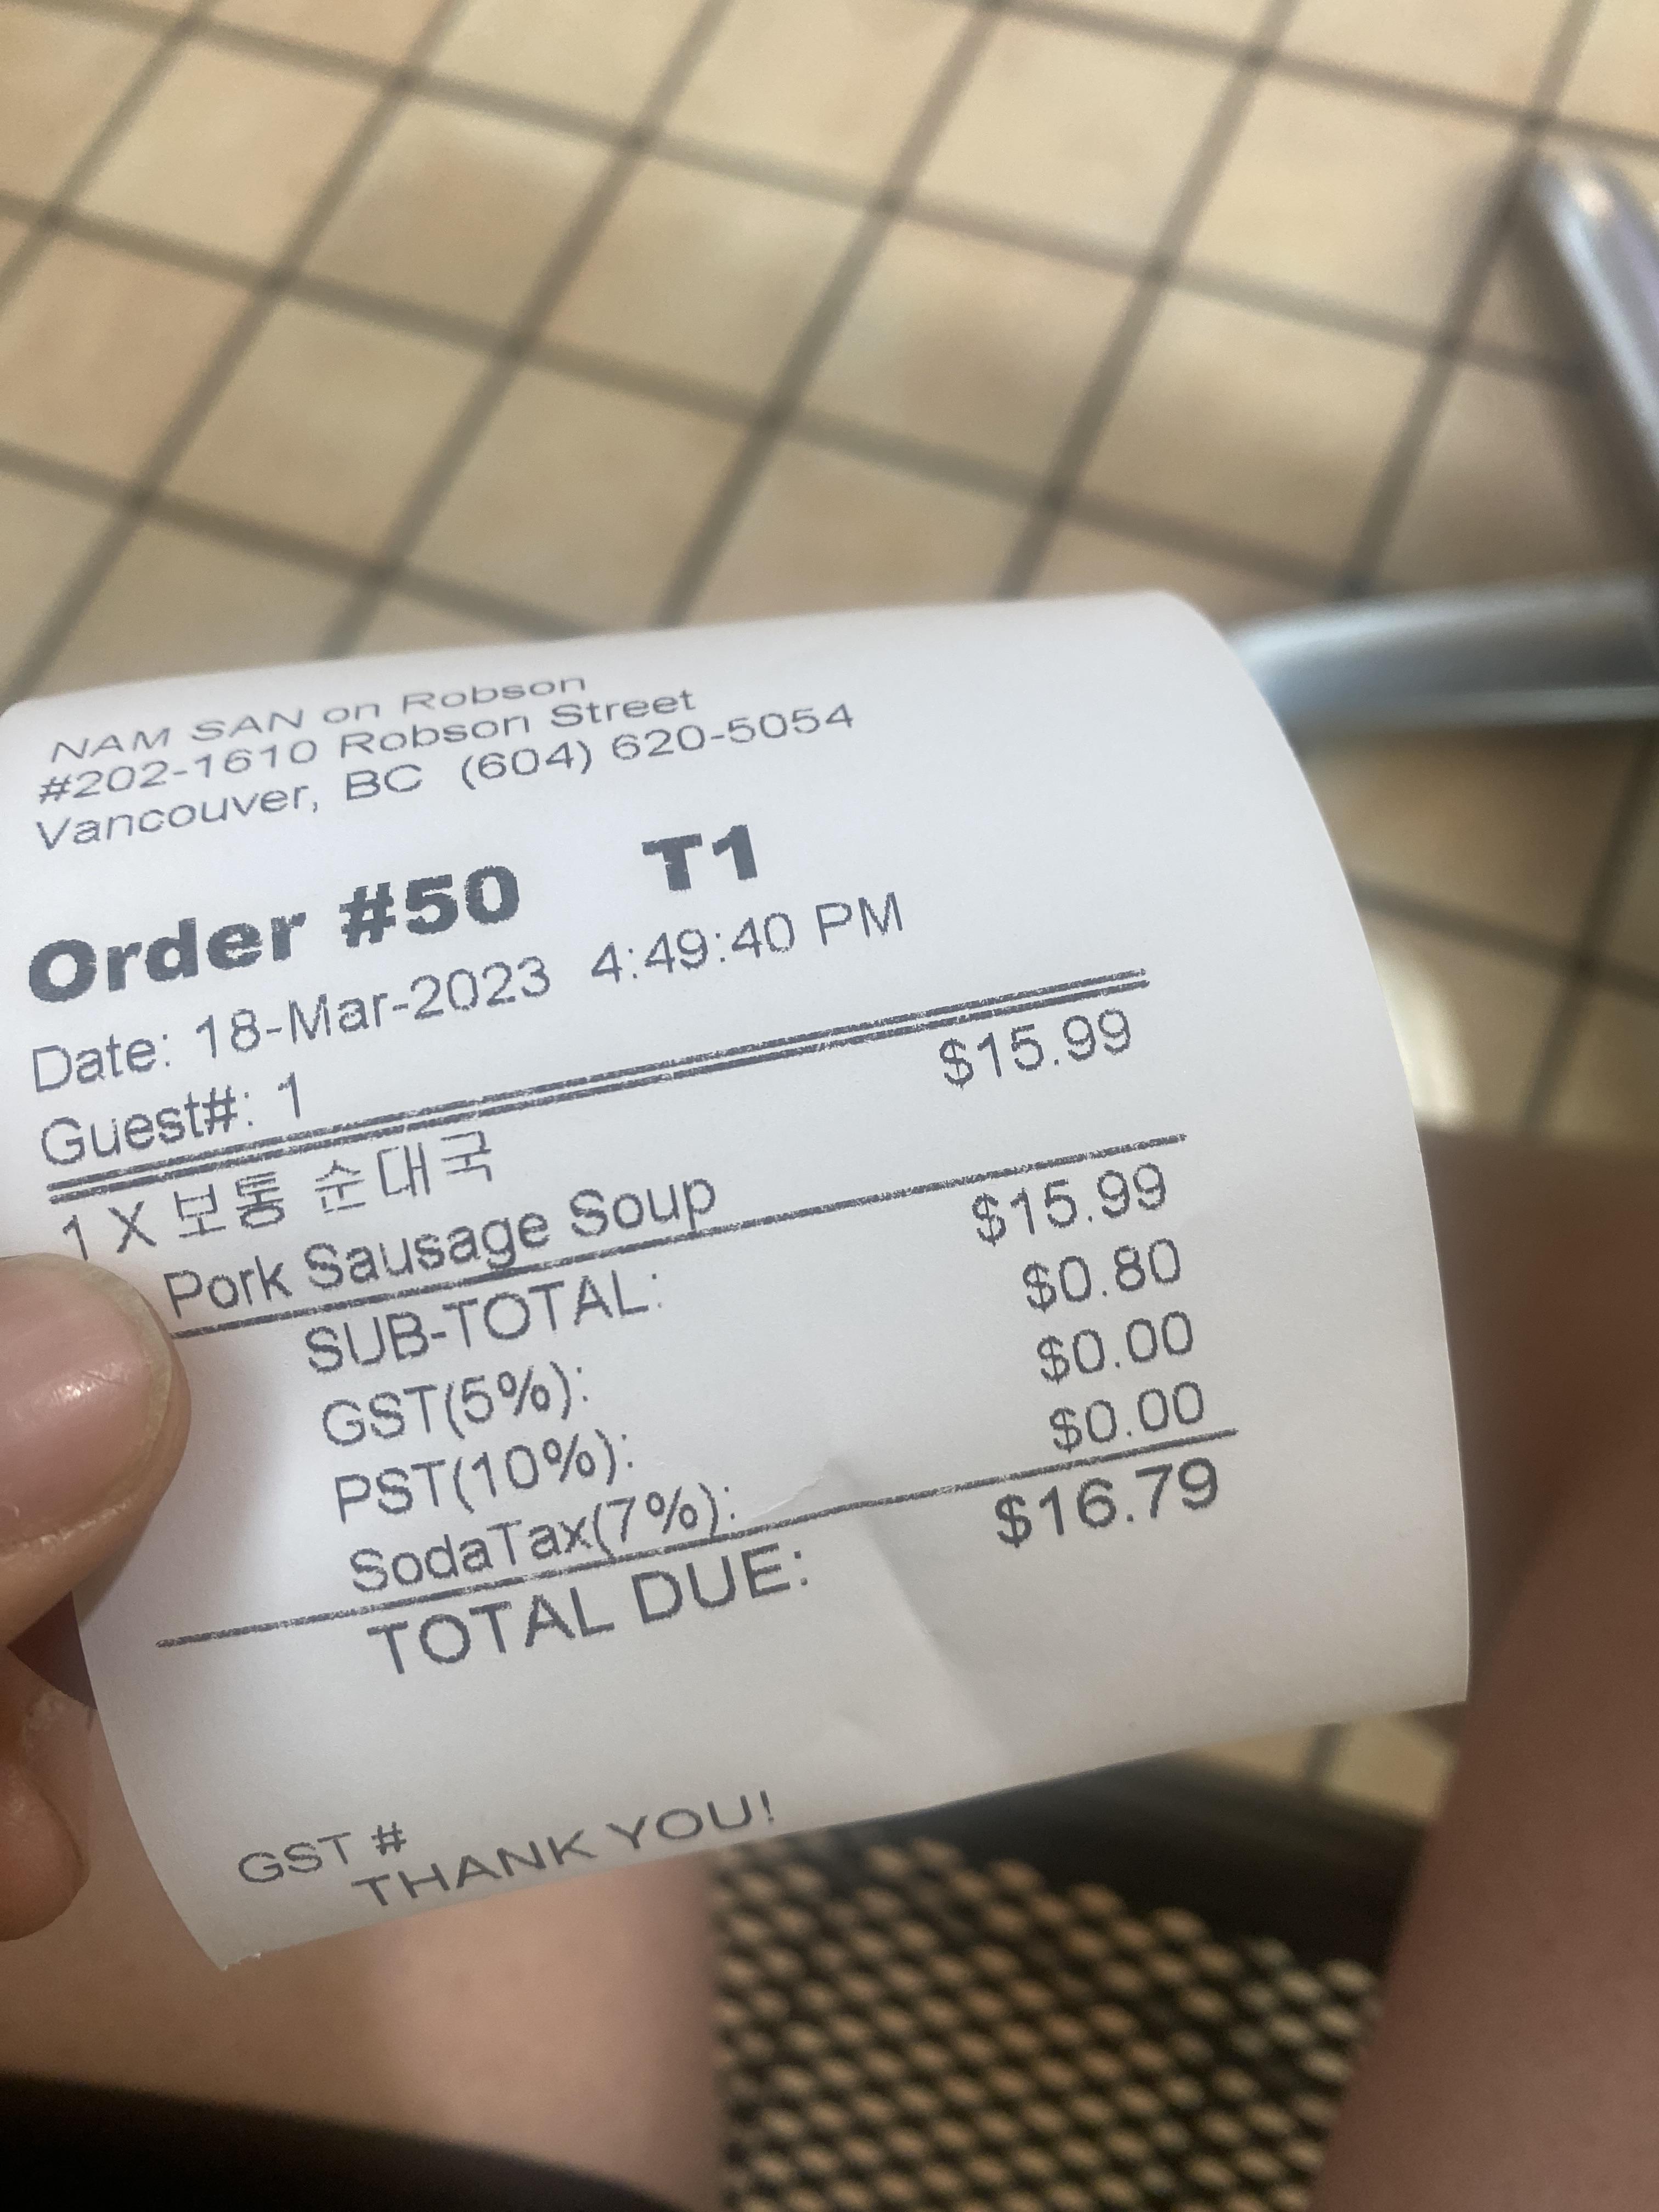 NAM SAN on Robson
#202-1610 Robson Street
Vancouver, BC (604) 620-5054
Order #50 T1
Date: 18-Mar-2023 4:49:40 PM
Guest#: 1
1 X 보통 순대국 $15.99
Pork Sausage Soup
SUB-TOTAL: $15.99
GST(5%): $0.80
PST(10%): $0.00
SodaTax(7%): $0.00
TOTAL DUE: $16.79
GST #
THANK YOU!